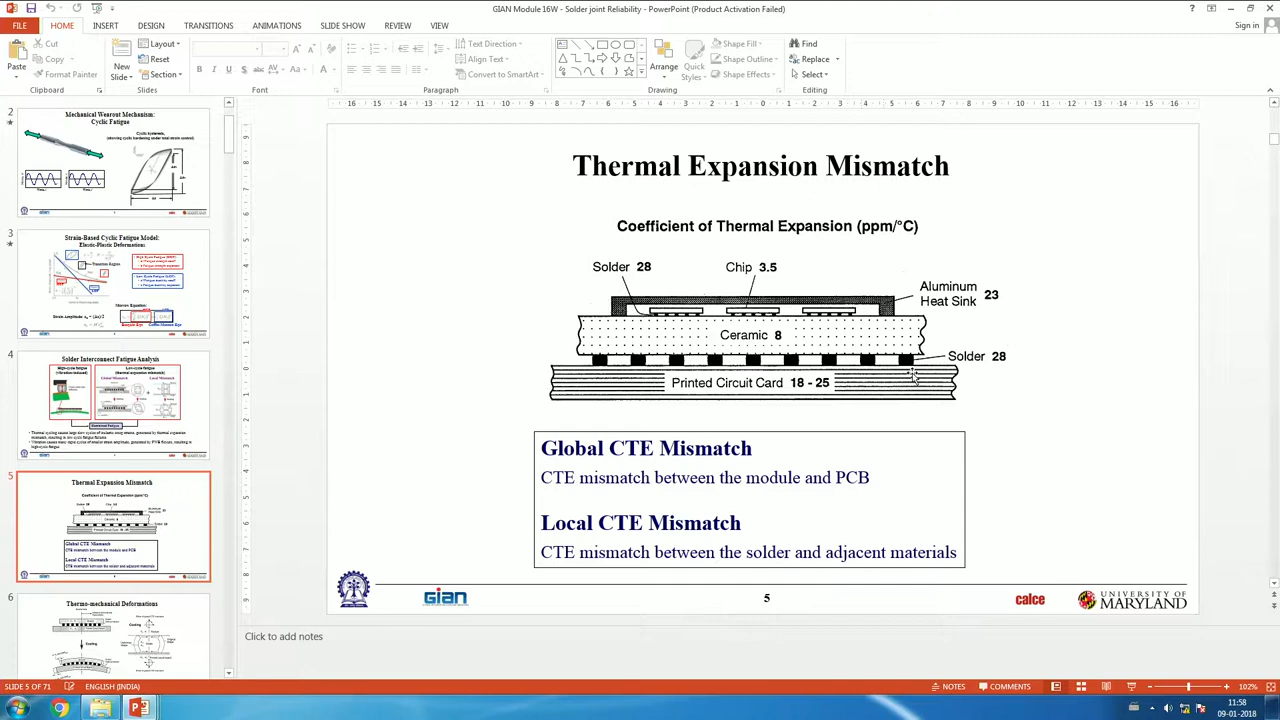 GIAN Module 16W - Solder joint Reliability - PowerPoint (Product Activation Failed)
FILE HOME INSERT DESIGN TRANSITIONS ANIMATIONS SLIDE SHOW REVIEW VIEW Sign in
Paste
Cut
Copy
Format Painter
Clipboard
New
Slide
Layout
Reset
Section
Slides
Font
Text Direction
Align Text
Convert to SmartArt
Paragraph
Arrange
Quick
Styles
Shape Fill
Shape Outline
Shape Effects
Drawing
Find
Replace
Select
Editing
2
Mechanical Wearout Mechanism:
Cyclic Fatigue
3
Strain-Based Cyclic Fatigue Model:
Elastic-Plastic Deformations
4
Solder Interconnect Fatigue Analysis
5
Thermal Expansion Mismatch
6
Thermo-mechanical Deformations
Thermal Expansion Mismatch
Coefficient of Thermal Expansion (ppm/°C)
Solder 28
Chip 3.5
Aluminum
Heat Sink 23
Ceramic 8
Solder 28
Printed Circuit Card 18 - 25
Global CTE Mismatch
CTE mismatch between the module and PCB
Local CTE Mismatch
CTE mismatch between the solder and adjacent materials
gian
5
calce
UNIVERSITY OF
MARYLAND
Click to add notes
SLIDE 5 OF 71 ENGLISH (INDIA) NOTES COMMENTS 102%
11:58
09-01-2018